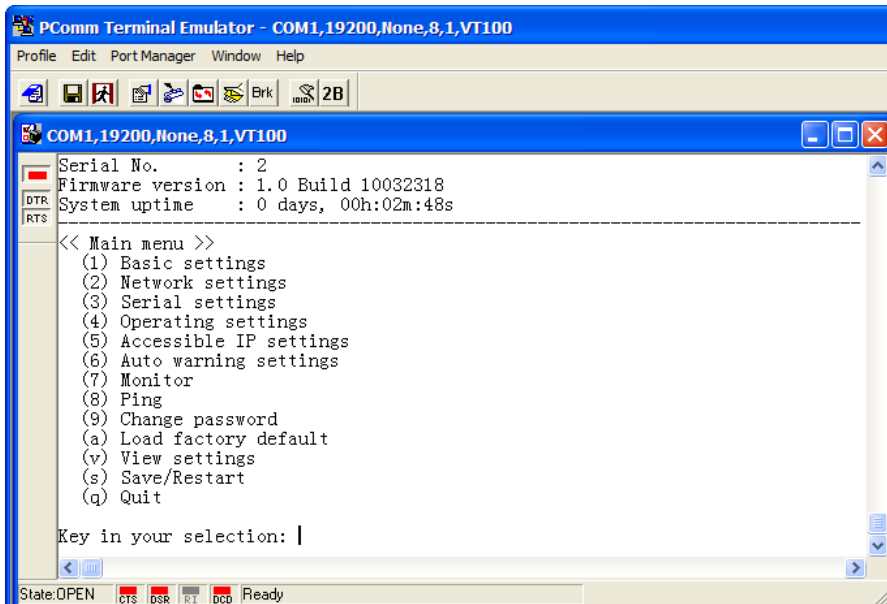 PComm Terminal Emulator - COM1,19200,None,8,1,VT100
Profile Edit Port Manager Window Help
Brk 2B
COM1,19200,None,8,1,VT100
DTR
RTS
Serial No. : 2
Firmware version : 1.0 Build 10032318
System uptime : 0 days, 00h:02m:48s
<< Main menu >>
(1) Basic settings
(2) Network settings
(3) Serial settings
(4) Operating settings
(5) Accessible IP settings
(6) Auto warning settings
(7) Monitor
(8) Ping
(9) Change password
(a) Load factory default
(v) View settings
(s) Save/Restart
(q) Quit
Key in your selection:
State:OPEN CTS DSR RI DCD Ready